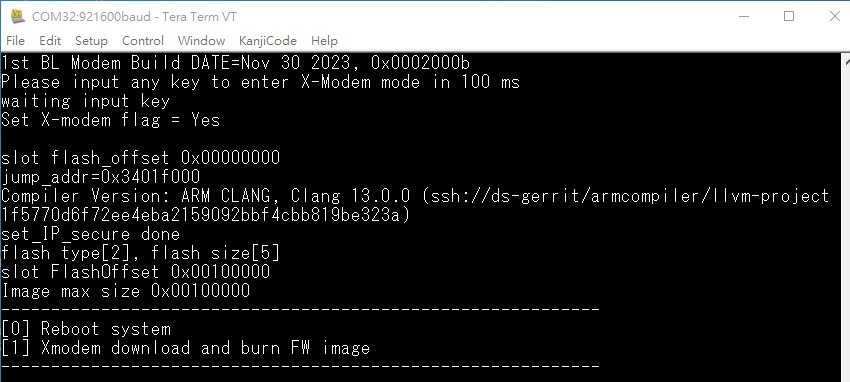 COM32:921600baud - Tera Term VT
File Edit Setup Control Window KanjiCode Help
1st BL Modem Build DATE=Nov 30 2023, 0x0002000b
Please input any key to enter X-Modem mode in 100 ms
waiting input key
Set X-modem flag = Yes
slot flash_offset 0x00000000
jump_addr=0x3401f000
Compiler Version: ARM CLANG, Clang 13.0.0 (ssh://ds-gerrit/armcompiler/llvm-project
1f5770d6f72ee4eba2159092bbf4cbb819be323a)
set_IP_secure done
flash type[2], flash size[5]
slot FlashOffset 0x00100000
Image max size 0x00100000
------------------------------------------------------------
[0] Reboot system
[1] Xmodem download and burn FW image
------------------------------------------------------------